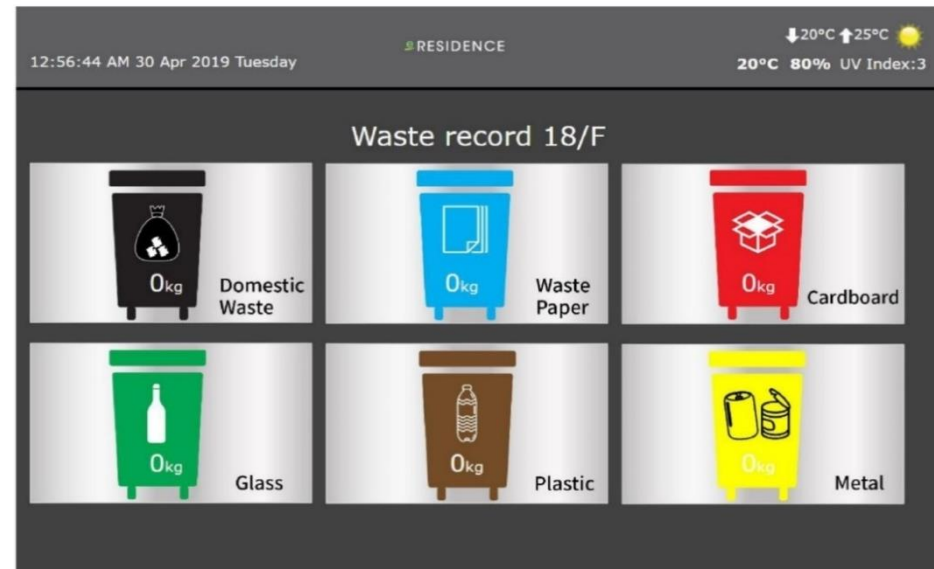 RESIDENCE
⬇20°C ⬆25°C
12:56:44 AM 30 Apr 2019 Tuesday
20°C 80% UV Index:3
Waste record 18/F
0kg
Domestic
Waste
0kg
Waste
Paper
0kg
Cardboard
0kg
Glass
0kg
Plastic
0kg
Metal